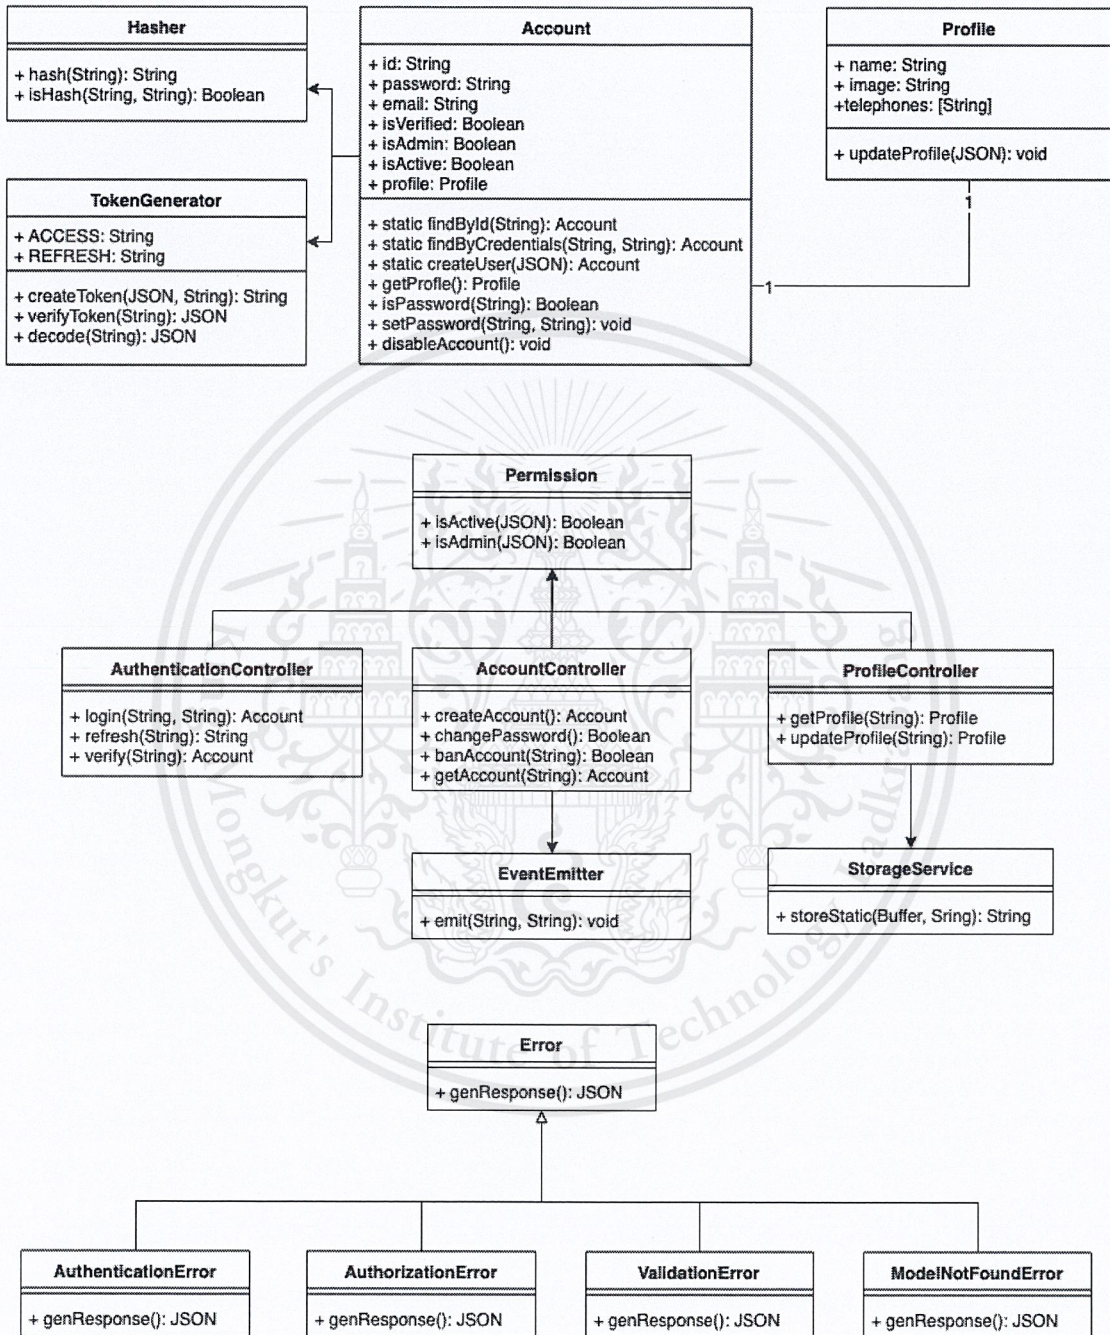 Hasher
+ hash(String): String
+ isHash(String, String): Boolean
TokenGenerator
+ ACCESS: String
+ REFRESH: String
+ createToken(JSON, String): String
+ verifyToken(String): JSON
+ decode(String): JSON
Account
+ id: String
+ password: String
+ email: String
+ isVerified: Boolean
+ isAdmin: Boolean
+ isActive: Boolean
+ profile: Profile
+ static findById(String): Account
+ static findByCredentials(String, String): Account
+ static createUser(JSON): Account
+ getProfle(): Profile
+ isPassword(String): Boolean
+ setPassword(String, String): void
+ disableAccount(): void
Profile
+ name: String
+ image: String
+telephones: [String]
+ updateProfile(JSON): void
1
1
Permission
+ isActive(JSON): Boolean
+ isAdmin(JSON): Boolean
AuthenticationController
+ login(String, String): Account
+ refresh(String): String
+ verify(String): Account
AccountController
+ createAccount(): Account
+ changePassword(): Boolean
+ banAccount(String): Boolean
+ getAccount(String): Account
ProfileController
+ getProfile(String): Profile
+ updateProfile(String): Profile
EventEmitter
+ emit(String, String): void
StorageService
+ storeStatic(Buffer, Sring): String
Error
+ genResponse(): JSON
AuthenticationError
+ genResponse(): JSON
AuthorizationError
+ genResponse(): JSON
ValidationError
+ genResponse(): JSON
ModelNotFoundError
+ genResponse(): JSON
Mongkut's Institute of Technology